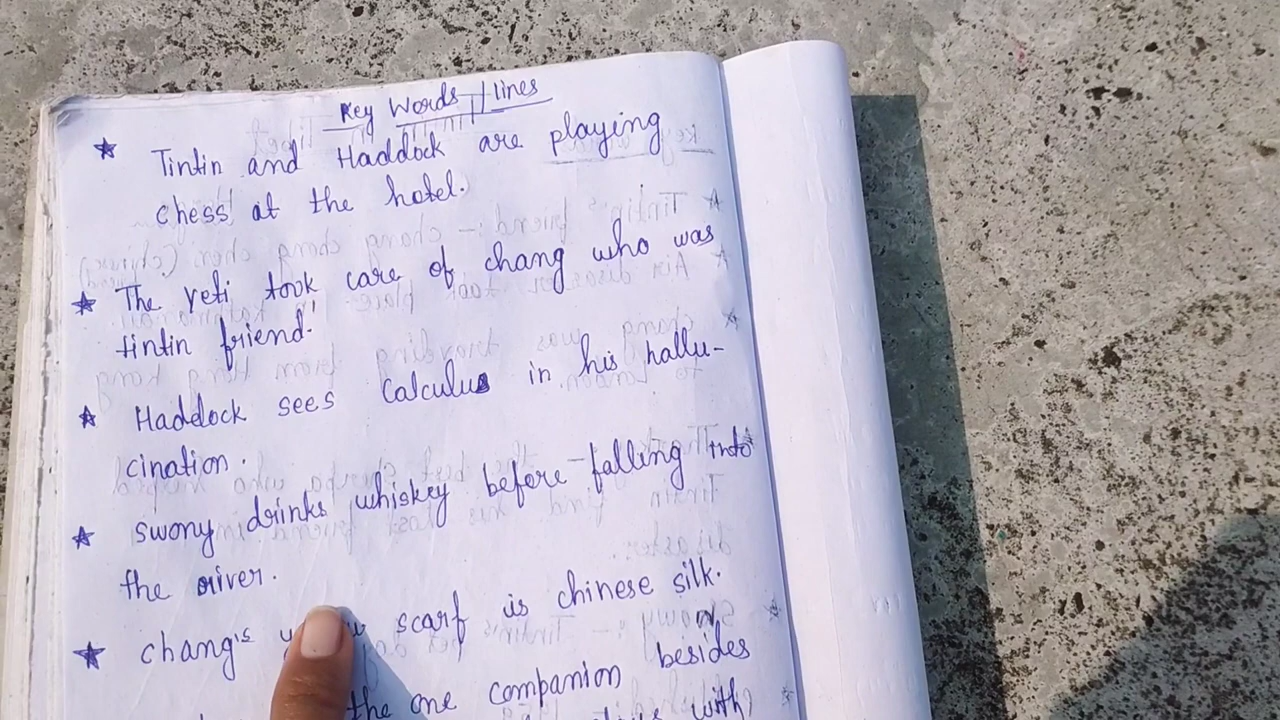 Key Words / lines
Tintin and Haddock are playing
chess at the hotel.
The yeti took care of chang who was
tintin friend.
Haddock sees calculus in his hallu-
cination.
swony drinks whiskey before falling into
the river.
chang's scarf is chinese silk.
the one companion besides
with